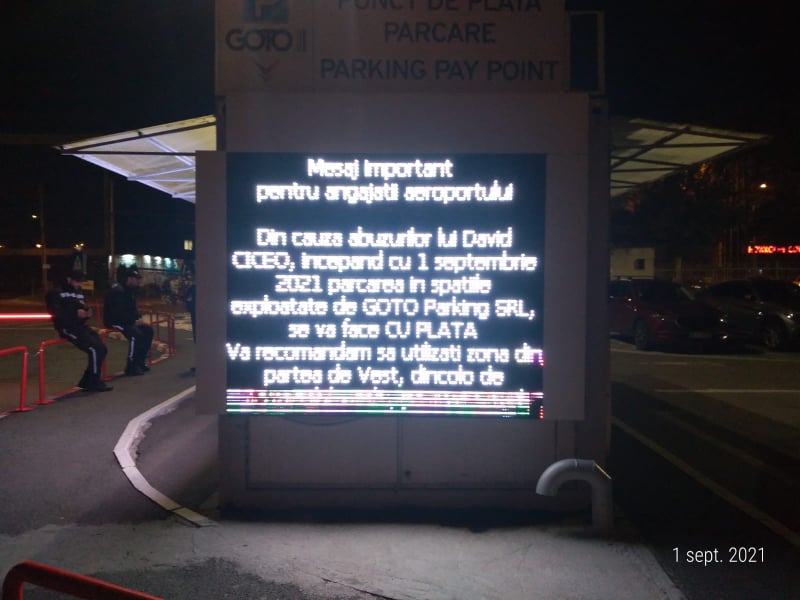 PUNCT DE PLATA
GOTO
PARCARE
PARKING PAY POINT
Mesaj important
pentru angajatii aeroportului
Din cauza abuzurilor lui David
CICEO, incepand cu 1 septembrie
2021 parcarea in spatiile
exploatate de GOTO Parking SRL,
se va face CU PLATA
Va recomandam sa utilizati zona din
partea de Vest, dincolo de
1 sept. 2021